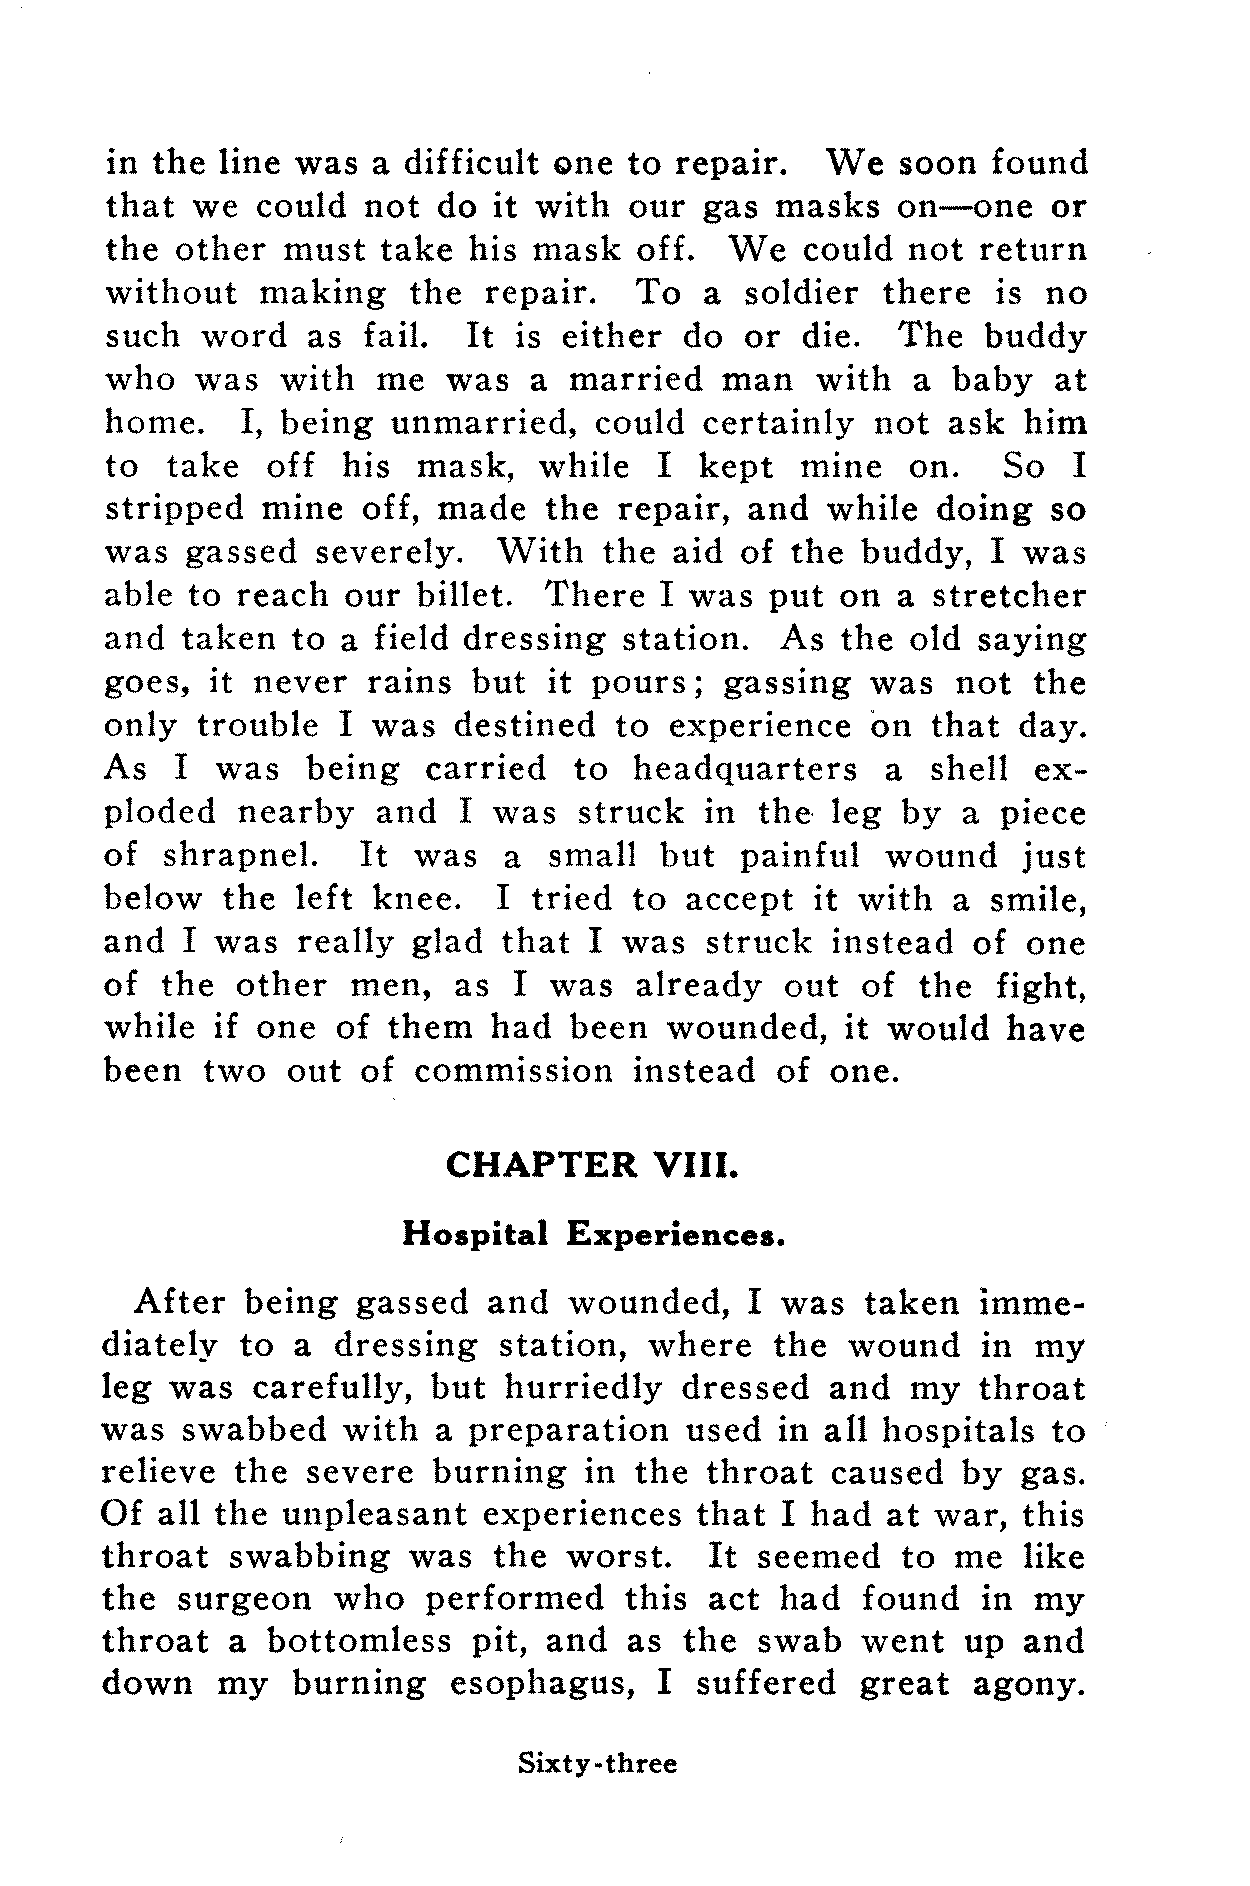 in the line was a difficult one to repair. We soon found
that we could not do it with our gas masks on—one or
the other must take his mask off. We could not return
without making the repair. To a soldier there is no
such word as fail. It is either do or die. The buddy
who was with me was a married man with a baby at
home. I, being unmarried, could certainly not ask him
to take off his mask, while I kept mine on. So I
stripped mine off, made the repair, and while doing so
was gassed severely. With the aid of the buddy, I was
able to reach our billet. There I was put on a stretcher
and taken to a field dressing station. As the old saying
goes, it never rains but it pours; gassing was not the
only trouble I was destined to experience on that day.
As I was being carried to headquarters a shell ex-
ploded nearby and I was struck in the leg by a piece
of shrapnel. It was a small but painful wound just
below the left knee. I tried to accept it with a smile,
and I was really glad that I was struck instead of one
of the other men, as I was already out of the fight,
while if one of them had been wounded, it would have
been two out of commission instead of one.
CHAPTER VIII.
Hospital Experiences.
After being gassed and wounded, I was taken imme-
diately to a dressing station, where the wound in my
leg was carefully, but hurriedly dressed and my throat
was swabbed with a preparation used in all hospitals to
relieve the severe burning in the throat caused by gas.
Of all the unpleasant experiences that I had at war, this
throat swabbing was the worst. It seemed to me like
the surgeon who performed this act had found in my
throat a bottomless pit, and as the swab went up and
down my burning esophagus, I suffered great agony.
Sixty-three